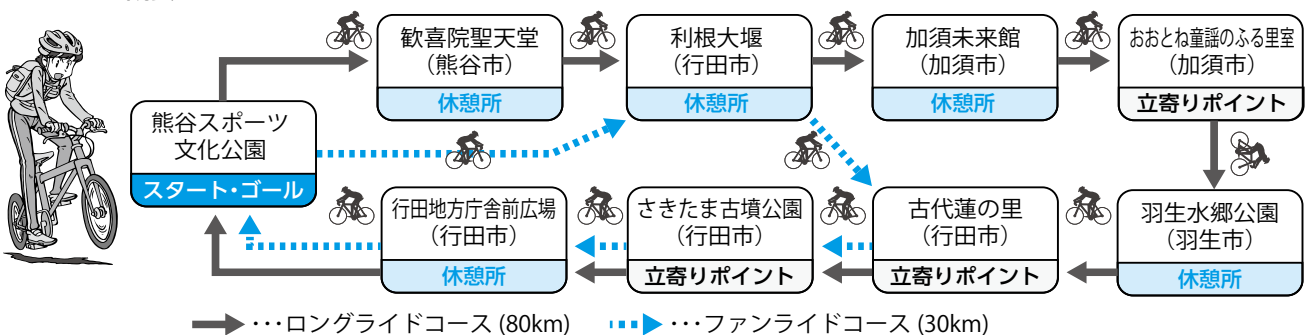 歓喜院聖天堂
(熊谷市)
休憩所
利根大堰
(行田市)
休憩所
加須未来館
(加須市)
休憩所
おおとね童謡のふる里室
(加須市)
立寄りポイント
熊谷スポーツ
文化公園
スタート・ゴール
行田地方庁舎前広場
(行田市)
休憩所
さきたま古墳公園
(行田市)
立寄りポイント
古代蓮の里
(行田市)
立寄りポイント
羽生水郷公園
(羽生市)
休憩所
・・・ロングライドコース (80km)
・・・ファンライドコース (30km)